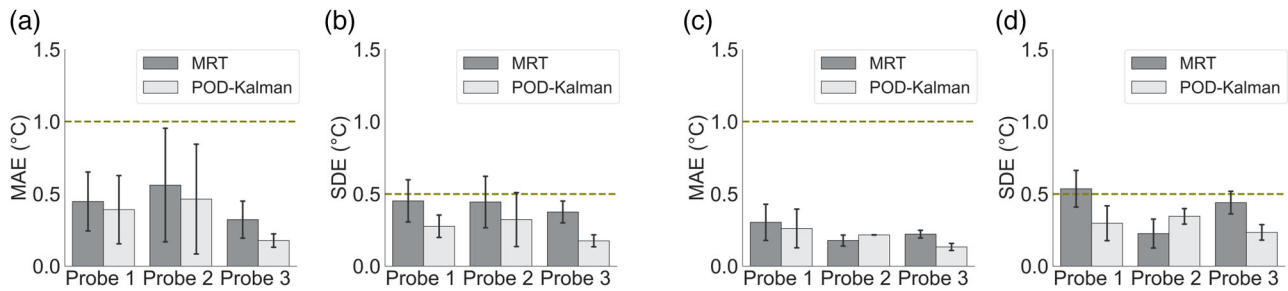 (a)
MAE (°C)
1.5
1.0
0.5
0.0
MRT
POD-Kalman
Probe 1 Probe 2 Probe 3
(b)
SDE (°C)
1.5
1.0
0.5
0.0
MRT
POD-Kalman
Probe 1 Probe 2 Probe 3
(c)
MAE (°C)
1.5
1.0
0.5
0.0
MRT
POD-Kalman
Probe 1 Probe 2 Probe 3
(d)
SDE (°C)
1.5
1.0
0.5
0.0
MRT
POD-Kalman
Probe 1 Probe 2 Probe 3